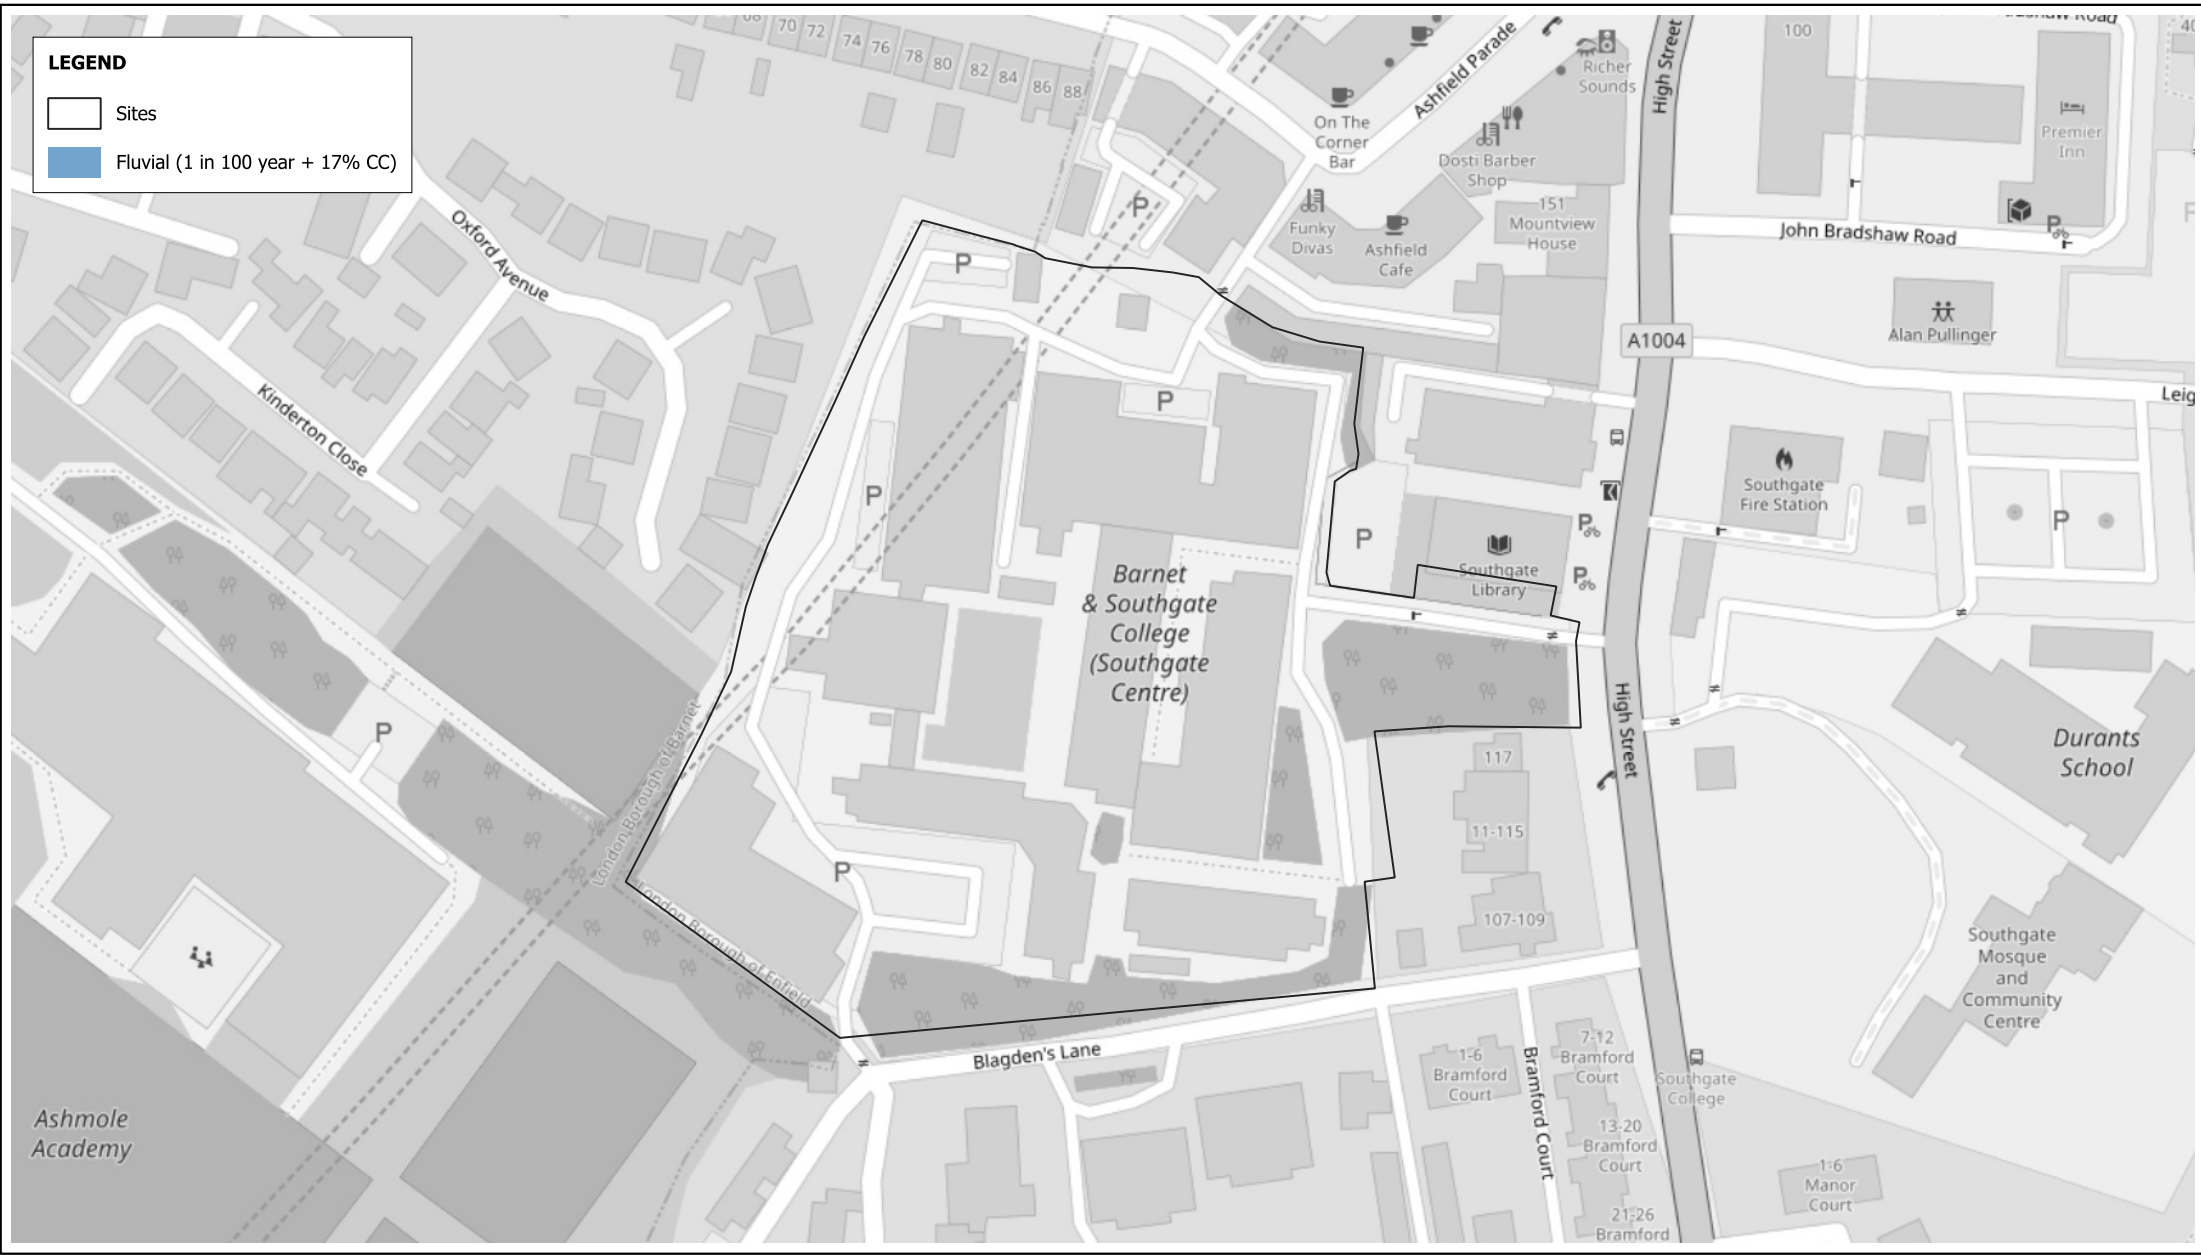 LEGEND
Sites
Fluvial (1 in 100 year + 17% CC)
68
70
72
74
76
78
80
82
84
86
88
Ashfield Parade
Richer
Sounds
On The
Corner
Bar
Dosti Barber
Shop
Funky
Divas
Ashfield
Cafe
151
Mountview
House
High Street
100
Premier
Inn
John Bradshaw Road
A1004
Alan Pullinger
Oxford Avenue
Kinderton Close
P
P
P
P
P
P
P
P
P
P
Barnet
& Southgate
College
(Southgate
Centre)
Southgate
Library
Southgate
Fire Station
Durants
School
High Street
117
11-115
107-109
London Borough of Barnet
London Borough of Enfield
Southgate
Mosque
and
Community
Centre
Blagden's Lane
1-6
Bramford
Court
7-12
Bramford
Court
Bramford Court
13-20
Bramford
Court
21-26
Bramford
Southgate
College
1-6
Manor
Court
Ashmole
Academy